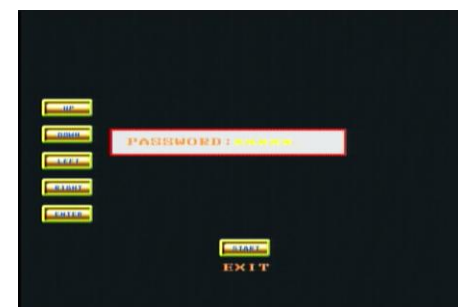 UP
DOWN
PASSWORD:*****
LEFT
RIGHT
ENTER
START
EXIT